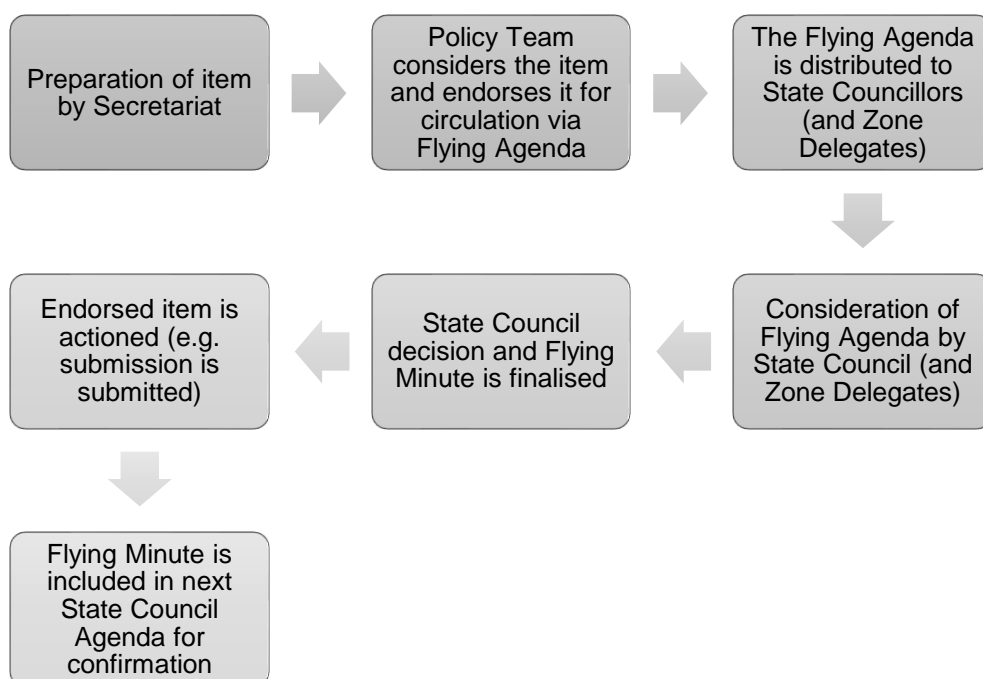 Preparation of item
by Secretariat
Policy Team
considers the item
and endorses it for
circulation via
Flying Agenda
The Flying Agenda
is distributed to
State Councillors
(and Zone
Delegates)
Consideration of
Flying Agenda by
State Council (and
Zone Delegates)
State Council
decision and Flying
Minute is finalised
Endorsed item is
actioned (e.g.
submission is
submitted)
Flying Minute is
included in next
State Council
Agenda for
confirmation